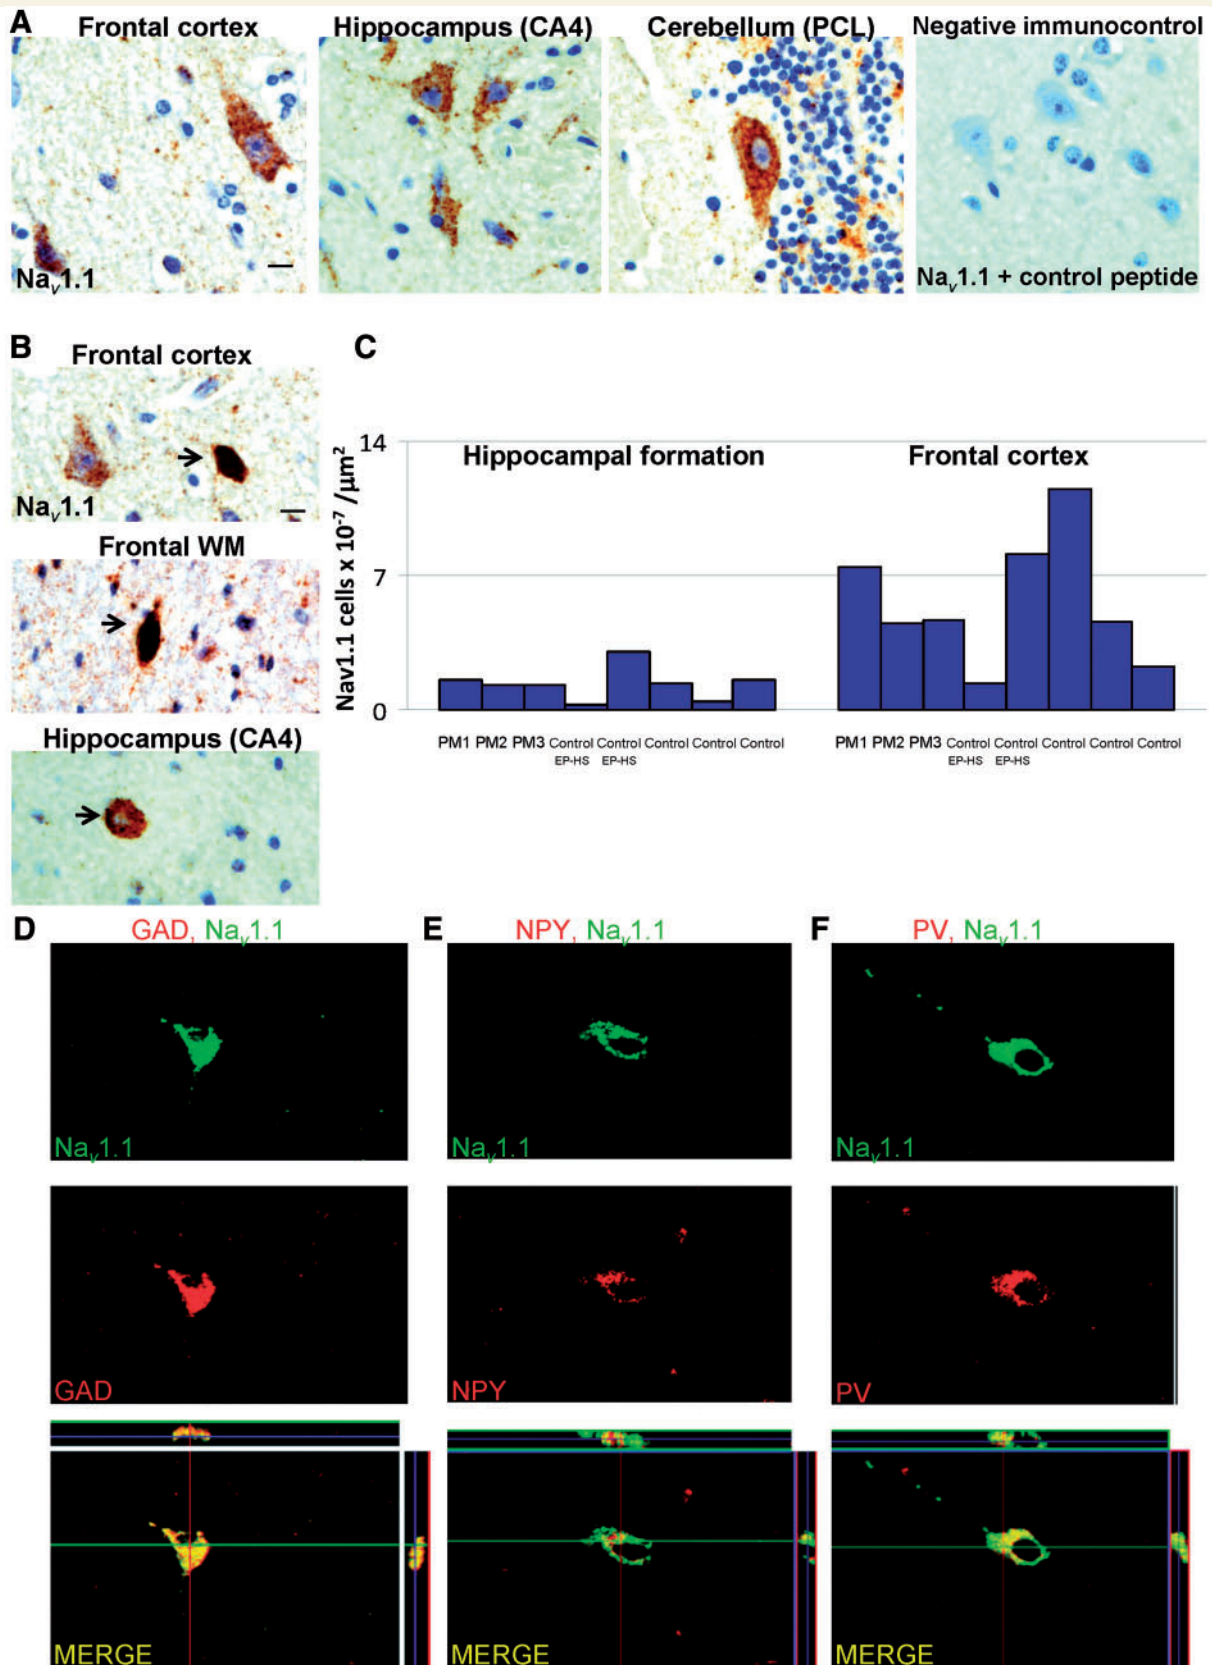 A
Frontal cortex
Hippocampus (CA4)
Cerebellum (PCL)
Negative immunocontrol
Naᵥ1.1
Naᵥ1.1 + control peptide
B
Frontal cortex
Naᵥ1.1
Frontal WM
Hippocampus (CA4)
C
Nav1.1 cells x 10⁻⁷ /µm²
14
7
0
Hippocampal formation
Frontal cortex
PM1 PM2 PM3 Control EP-HS Control EP-HS Control Control Control
PM1 PM2 PM3 Control EP-HS Control EP-HS Control Control Control
D
GAD, Naᵥ1.1
E
NPY, Naᵥ1.1
F
PV, Naᵥ1.1
Naᵥ1.1
Naᵥ1.1
Naᵥ1.1
GAD
NPY
PV
MERGE
MERGE
MERGE